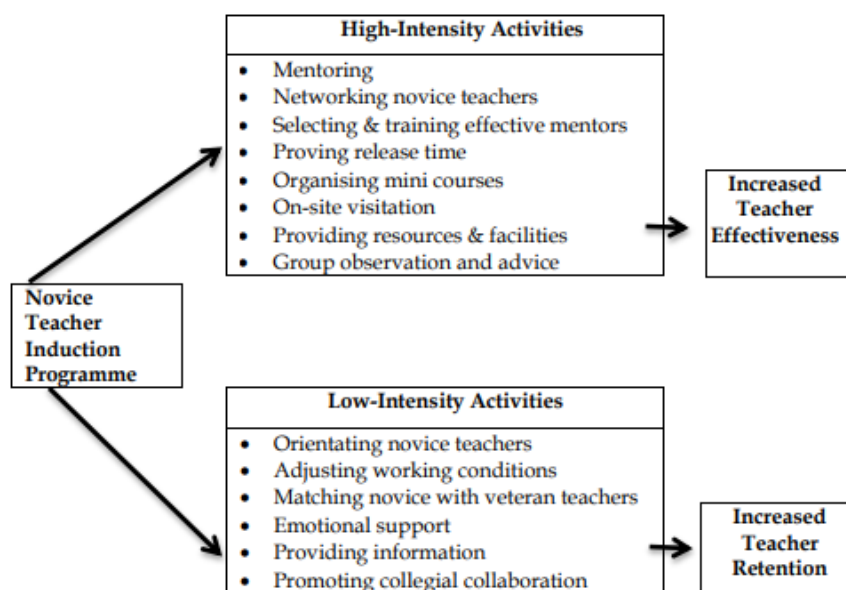 High-Intensity Activities
• Mentoring
• Networking novice teachers
• Selecting & training effective mentors
• Proving release time
• Organising mini courses
• On-site visitation
• Providing resources & facilities
• Group observation and advice
Increased
Teacher
Effectiveness
Novice
Teacher
Induction
Programme
Low-Intensity Activities
• Orientating novice teachers
• Adjusting working conditions
• Matching novice with veteran teachers
• Emotional support
• Providing information
• Promoting collegial collaboration
Increased
Teacher
Retention